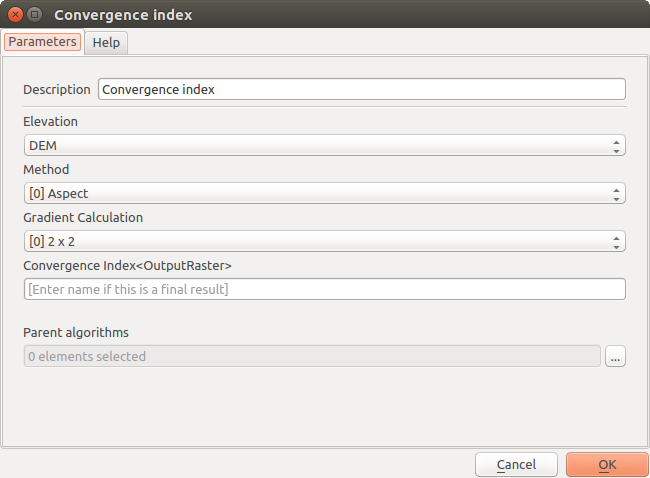 Convergence index
Parameters Help
Description Convergence index
Elevation
DEM
Method
[0] Aspect
Gradient Calculation
[0] 2 x 2
Convergence Index<OutputRaster>
[Enter name if this is a final result]
Parent algorithms
0 elements selected ...
Cancel OK